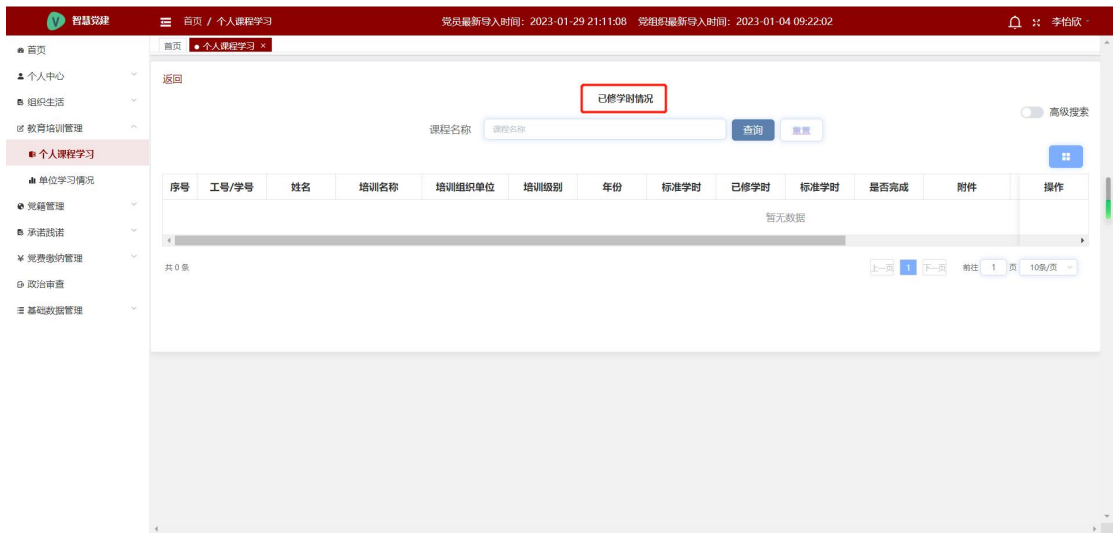 V 智慧党建
首页 / 个人课程学习 党员最新导入时间：2023-01-29 21:11:08 党组织最新导入时间：2023-01-04 09:22:02 李怡欣
首页
个人中心
组织生活
教育培训管理
个人课程学习
单位学习情况
党籍管理
承诺践诺
党费缴纳管理
政治审查
基础数据管理
首页 个人课程学习 ×
返回
已修学时情况
高级搜索
课程名称 课程名称 查询 重置
序号 工号/学号 姓名 培训名称 培训组织单位 培训级别 年份 标准学时 已修学时 标准学时 是否完成 附件 操作
暂无数据
共 0 条 上一页 1 下一页 前往 1 页 10条/页